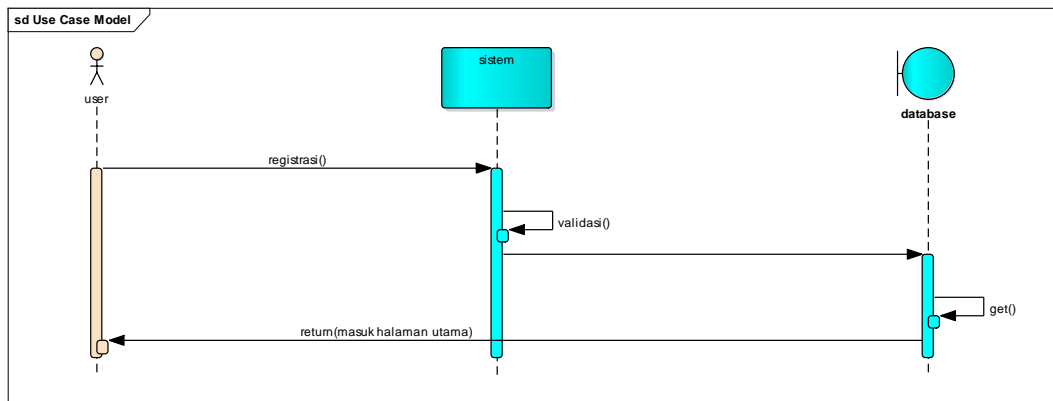 sd Use Case Model
user
sistem
database
registrasi()
validasi()
get()
return(masuk halaman utama)